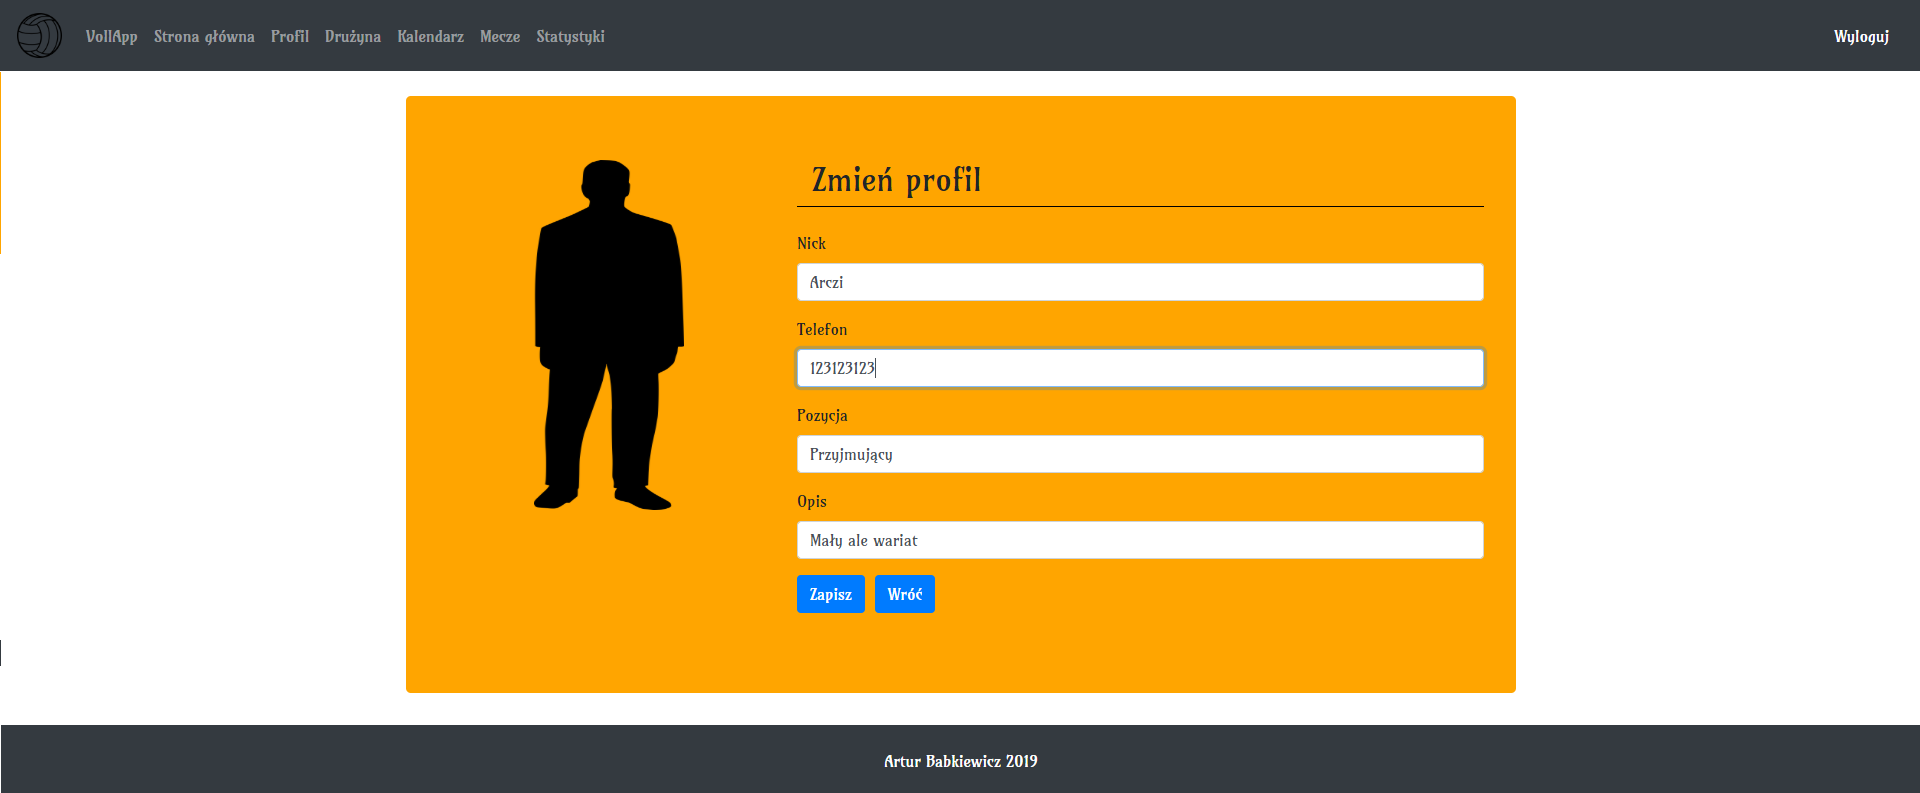 VollApp Strona główna Profil Drużyna Kalendarz Mecze Statystyki Wyloguj
Zmień profil
Nick
Arczi
Telefon
123123123
Pozycja
Przyjmujący
Opis
Mały ale wariat
Zapisz Wróć
Artur Babkiewicz 2019